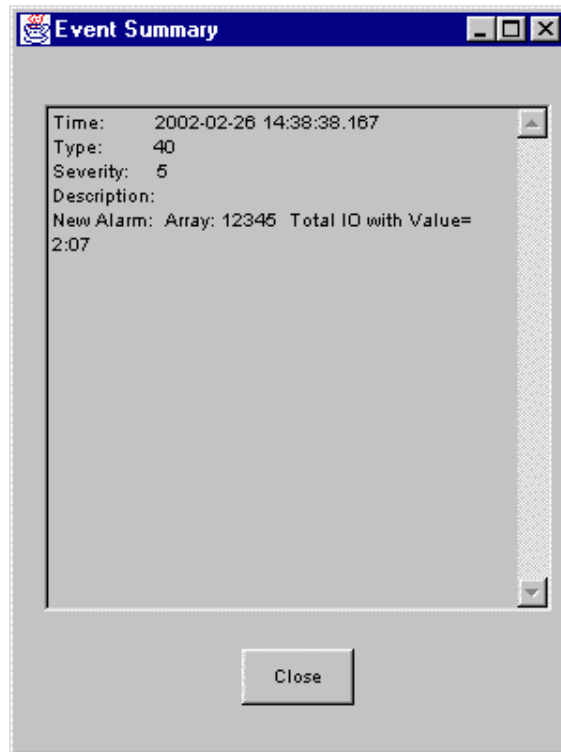 Event Summary
Time: 2002-02-26 14:38:38.167
Type: 40
Severity: 5
Description:
New Alarm: Array: 12345 Total IO with Value=
2:07
Close